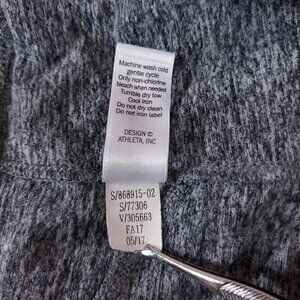 Machine wash cold
gentle cycle
Only non-chlorine
bleach when needed
Tumble dry low
Cool iron
Do not dry clean
Do not iron label
DESIGN ©
ATHLETA, INC
S/868915-02
S/77306
V/305663
FA17
05/17